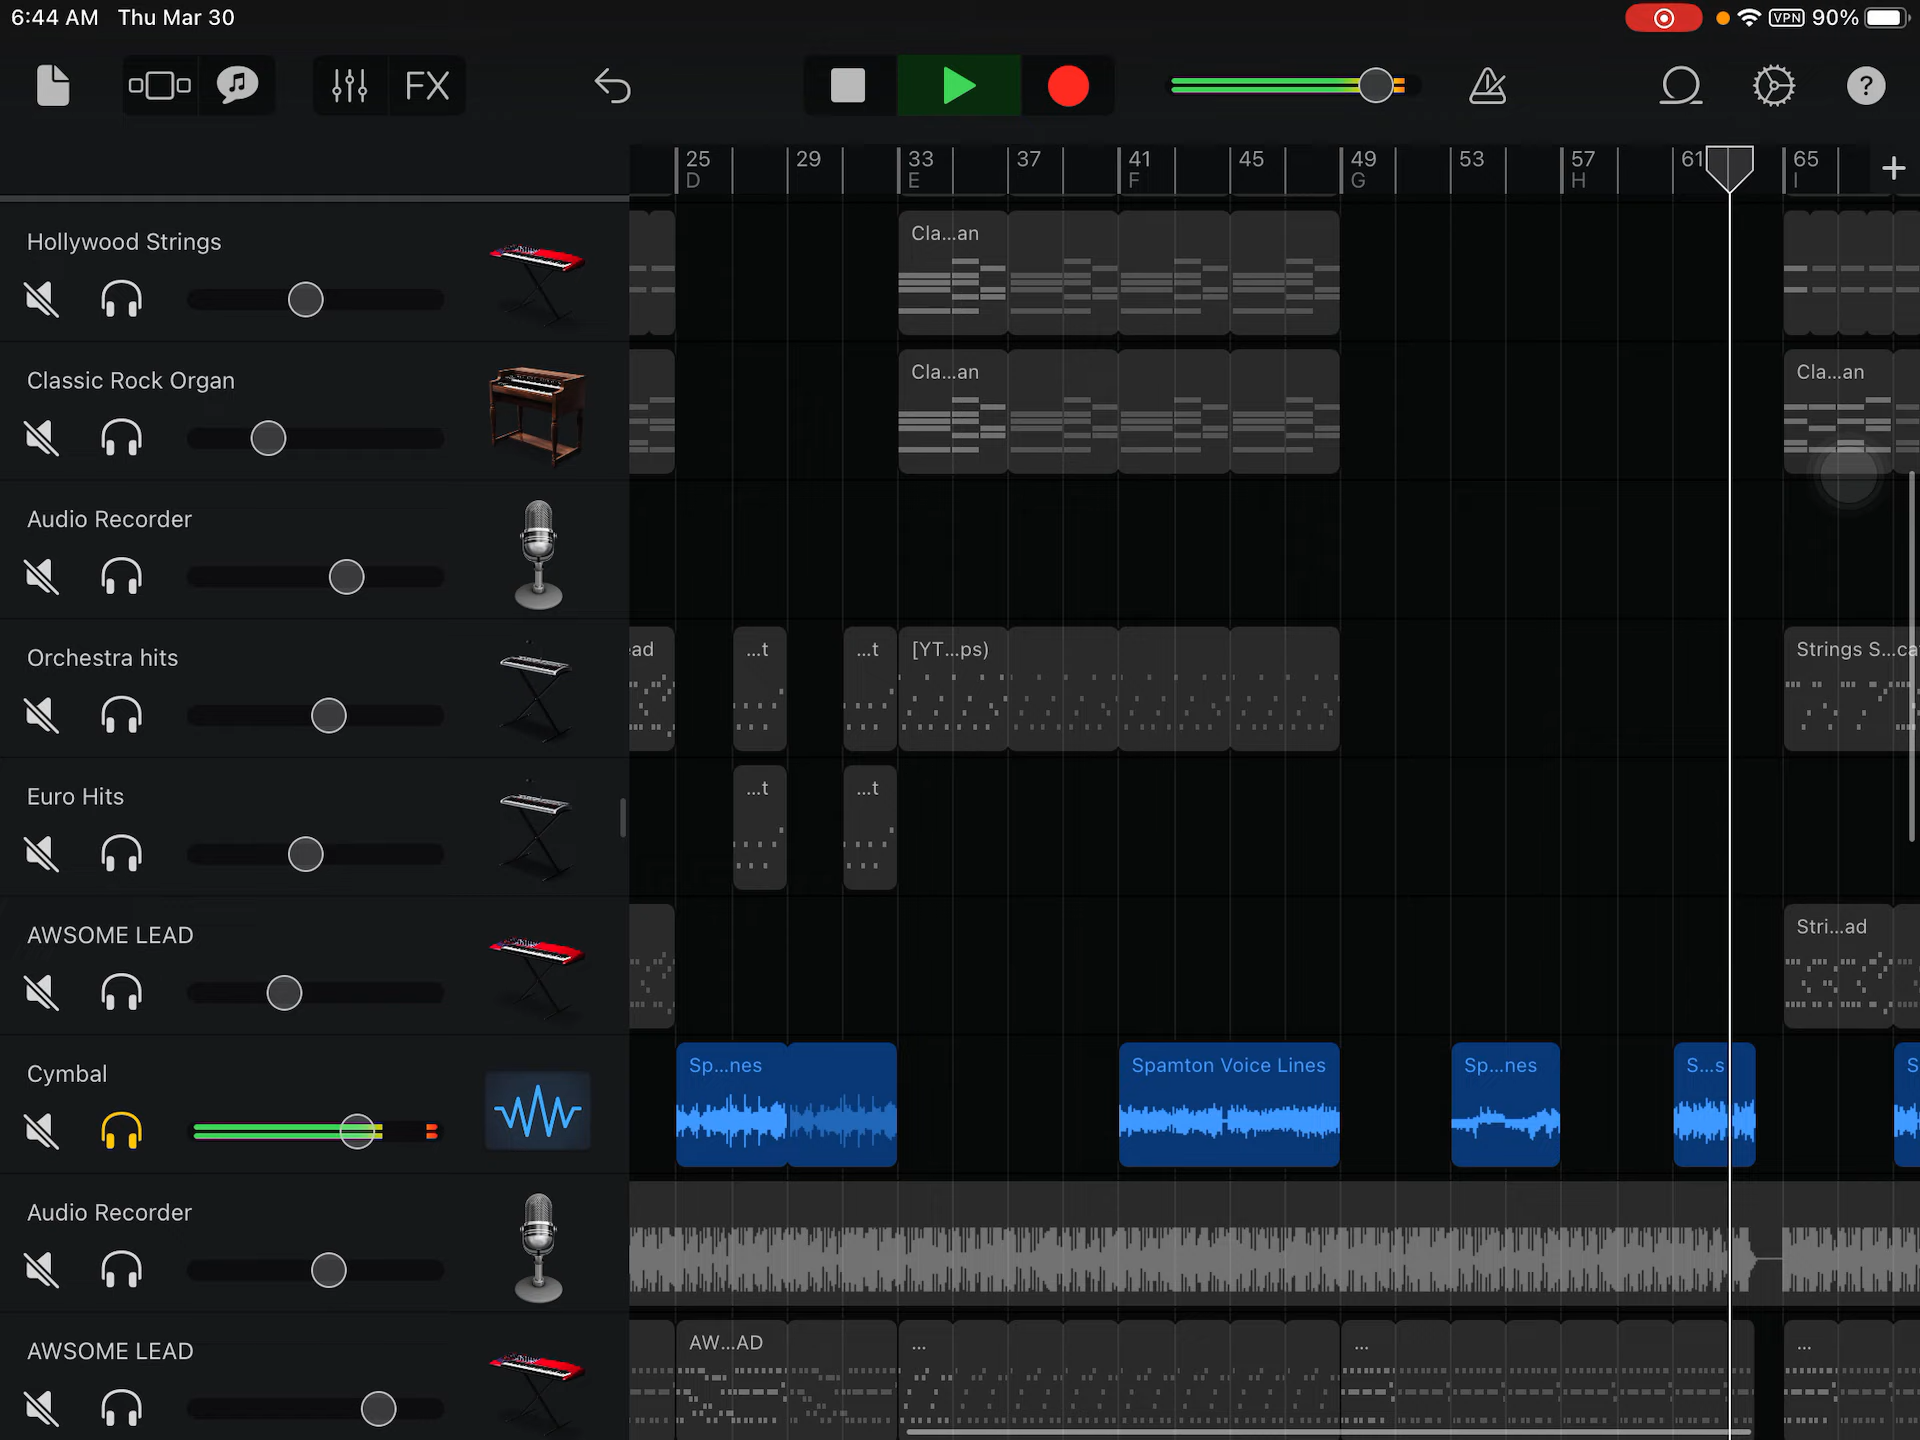 6:44 AM Thu Mar 30
VPN 90%
FX
?
25 29 33 37 41 45 49 53 57 61 65 +
D E F G H I
Hollywood Strings
Cla...an
Classic Rock Organ
Cla...an
Cla...an
Audio Recorder
Orchestra hits
ead
...t
...t
[YT...ps)
Strings S...ca
Euro Hits
...t
...t
AWSOME LEAD
Stri...ad
Cymbal
Sp...nes
Spamton Voice Lines
Sp...nes
S...s
S
Audio Recorder
AWSOME LEAD
AW...AD
...
...
...